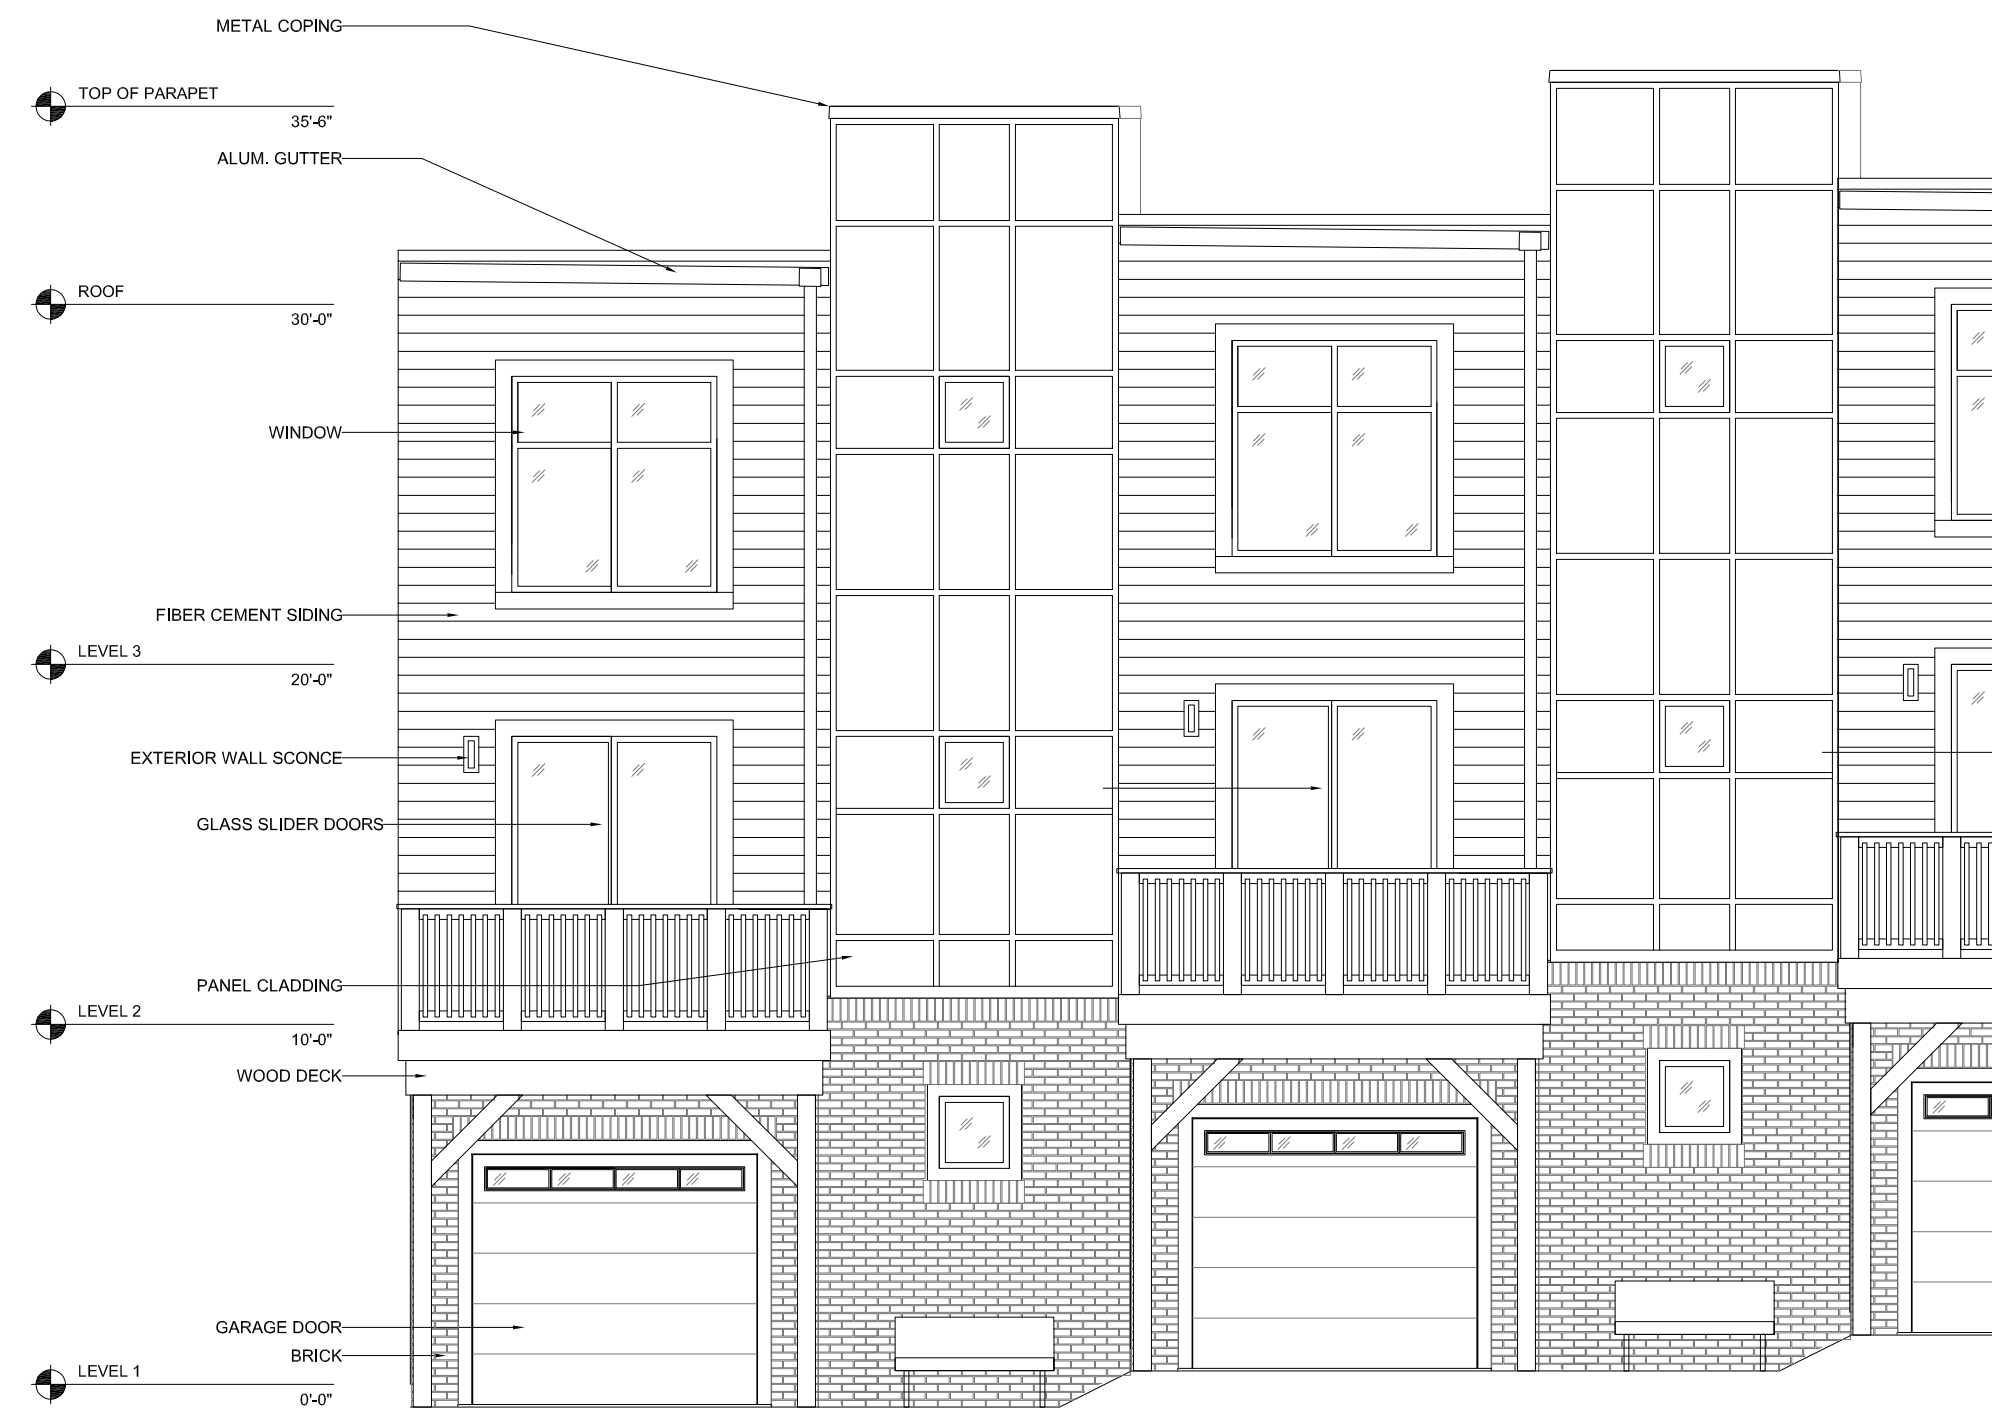 METAL COPING
TOP OF PARAPET
35'-6"
ALUM. GUTTER
ROOF
30'-0"
WINDOW
FIBER CEMENT SIDING
LEVEL 3
20'-0"
EXTERIOR WALL SCONCE
GLASS SLIDER DOORS
PANEL CLADDING
LEVEL 2
10'-0"
WOOD DECK
GARAGE DOOR
BRICK
LEVEL 1
0'-0"